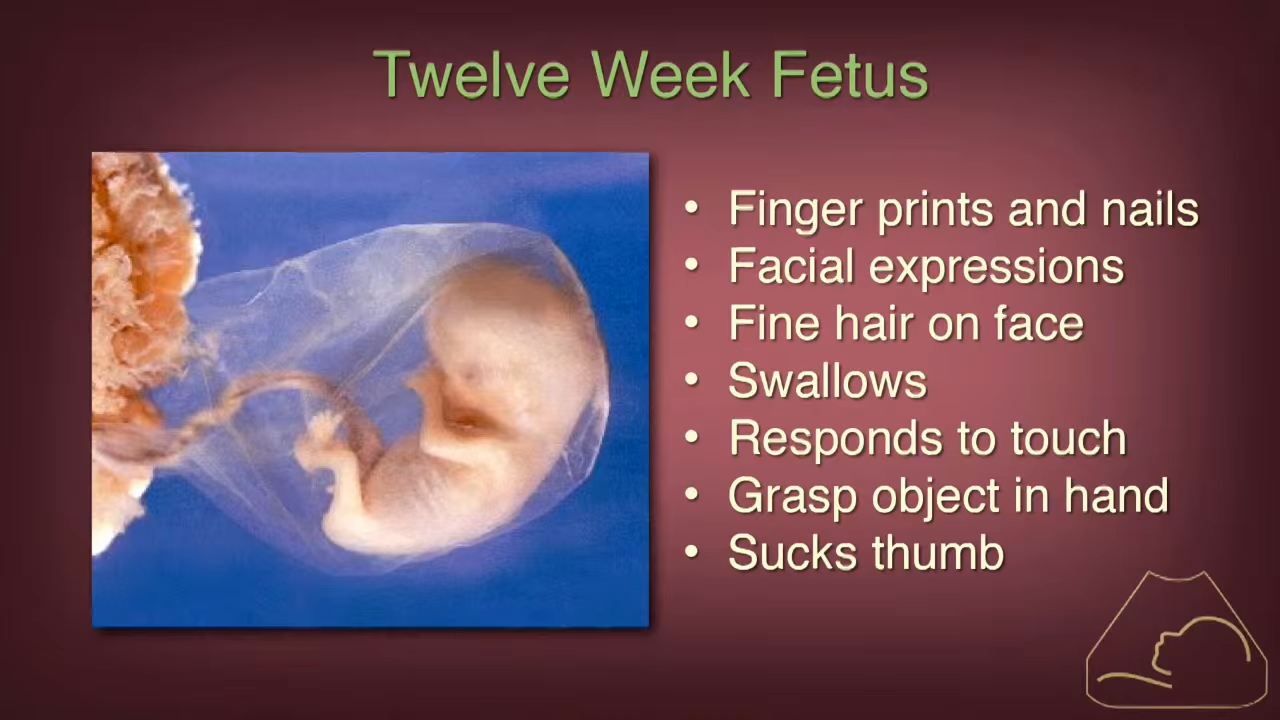 Twelve Week Fetus
• Finger prints and nails
• Facial expressions
• Fine hair on face
• Swallows
• Responds to touch
• Grasp object in hand
• Sucks thumb